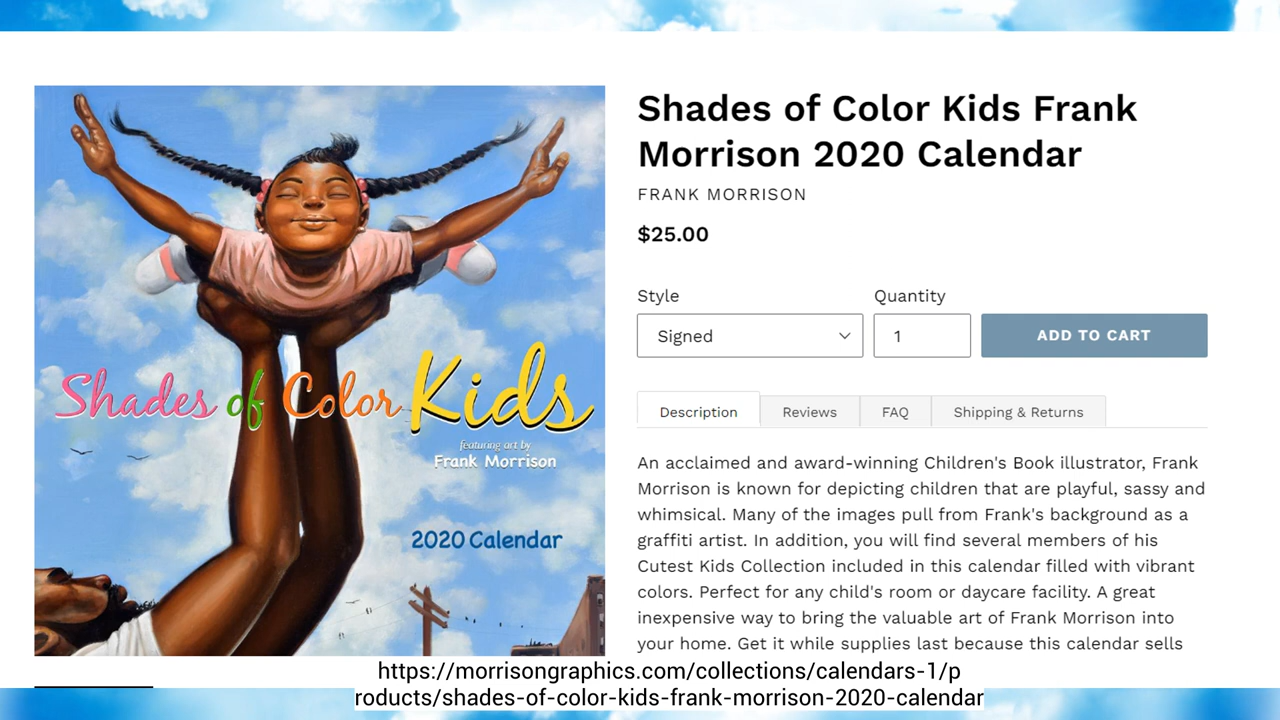 Shades of Color Kids
featuring art by
Frank Morrison
2020 Calendar
Shades of Color Kids Frank
Morrison 2020 Calendar
FRANK MORRISON
$25.00
Style
Quantity
Signed
1
ADD TO CART
Description
Reviews
FAQ
Shipping & Returns
An acclaimed and award-winning Children's Book illustrator, Frank
Morrison is known for depicting children that are playful, sassy and
whimsical. Many of the images pull from Frank's background as a
graffiti artist. In addition, you will find several members of his
Cutest Kids Collection included in this calendar filled with vibrant
colors. Perfect for any child's room or daycare facility. A great
inexpensive way to bring the valuable art of Frank Morrison into
your home. Get it while supplies last because this calendar sells
https://morrisongraphics.com/collections/calendars-1/p
roducts/shades-of-color-kids-frank-morrison-2020-calendar